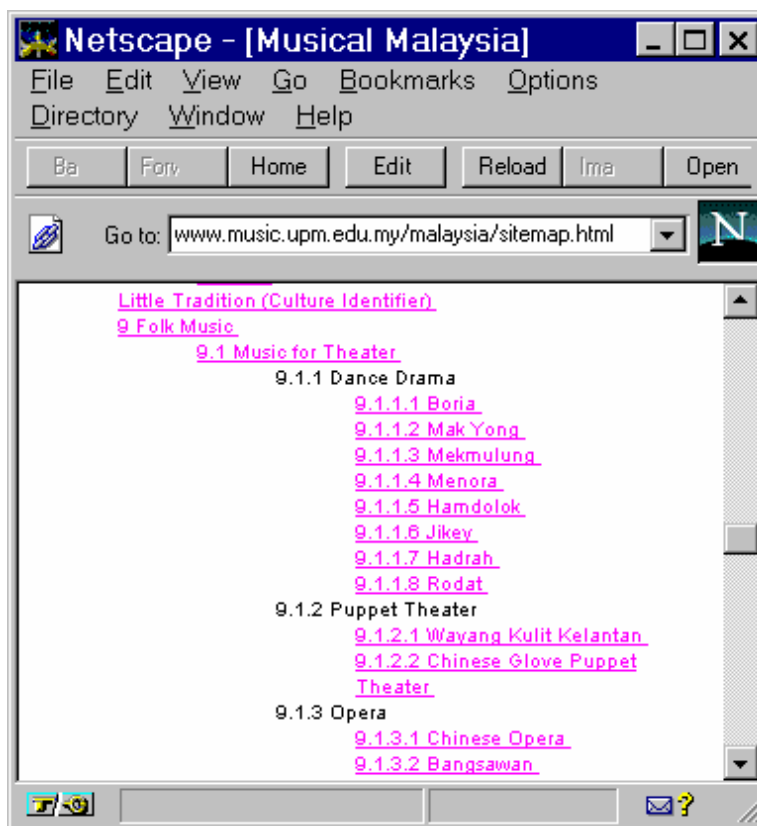 Netscape - [Musical Malaysia]
File Edit View Go Bookmarks Options
Directory Window Help
Ba Forw Home Edit Reload Ima Open
Go to: www.music.upm.edu.my/malaysia/sitemap.html N
Little Tradition (Culture Identifier)
9 Folk Music
9.1 Music for Theater
9.1.1 Dance Drama
9.1.1.1 Boria
9.1.1.2 Mak Yong
9.1.1.3 Mekmulung
9.1.1.4 Menora
9.1.1.5 Hamdolok
9.1.1.6 Jikey
9.1.1.7 Hadrah
9.1.1.8 Rodat
9.1.2 Puppet Theater
9.1.2.1 Wayang Kulit Kelantan
9.1.2.2 Chinese Glove Puppet
Theater
9.1.3 Opera
9.1.3.1 Chinese Opera
9.1.3.2 Bangsawan
?